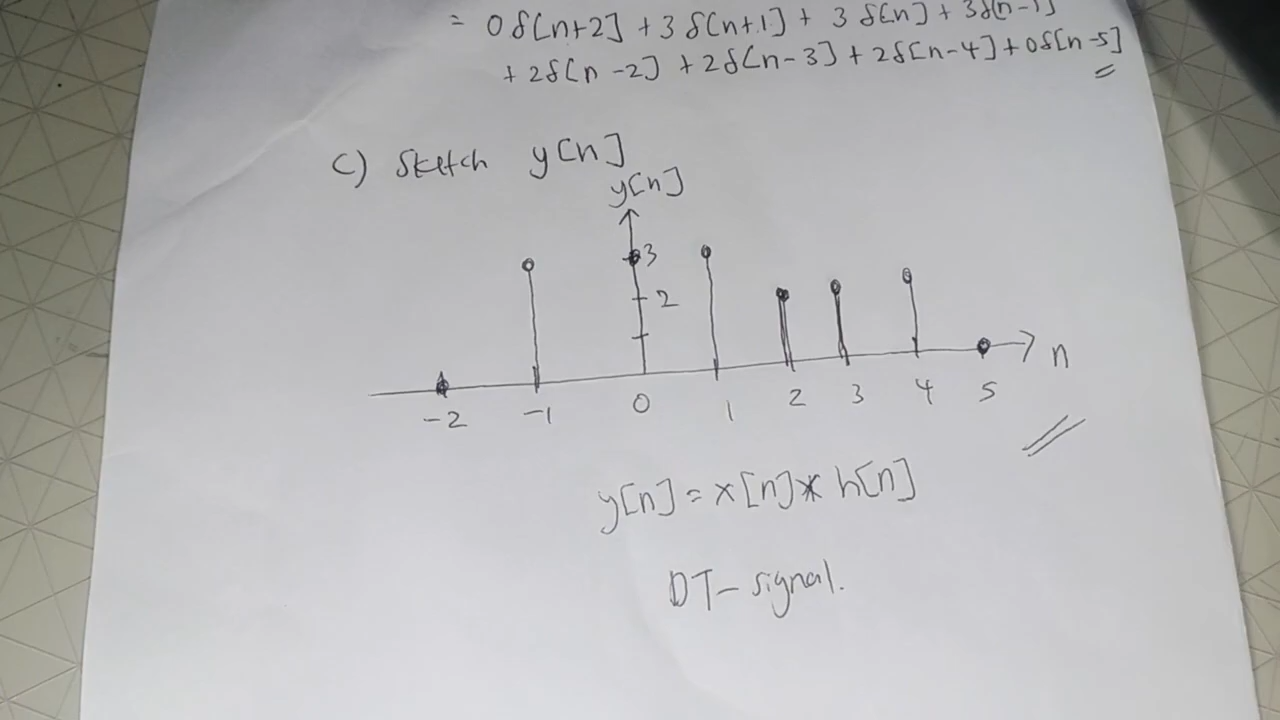 = 0δ[n+2] + 3δ[n+1] + 3δ[n] + 3δ[n-1]
+ 2δ[n-2] + 2δ[n-3] + 2δ[n-4] + 0δ[n-5]
C) Sketch y[n]
y[n]
3
2
n
-2 -1 0 1 2 3 4 5
y[n] = x[n] * h[n]
DT - signal.